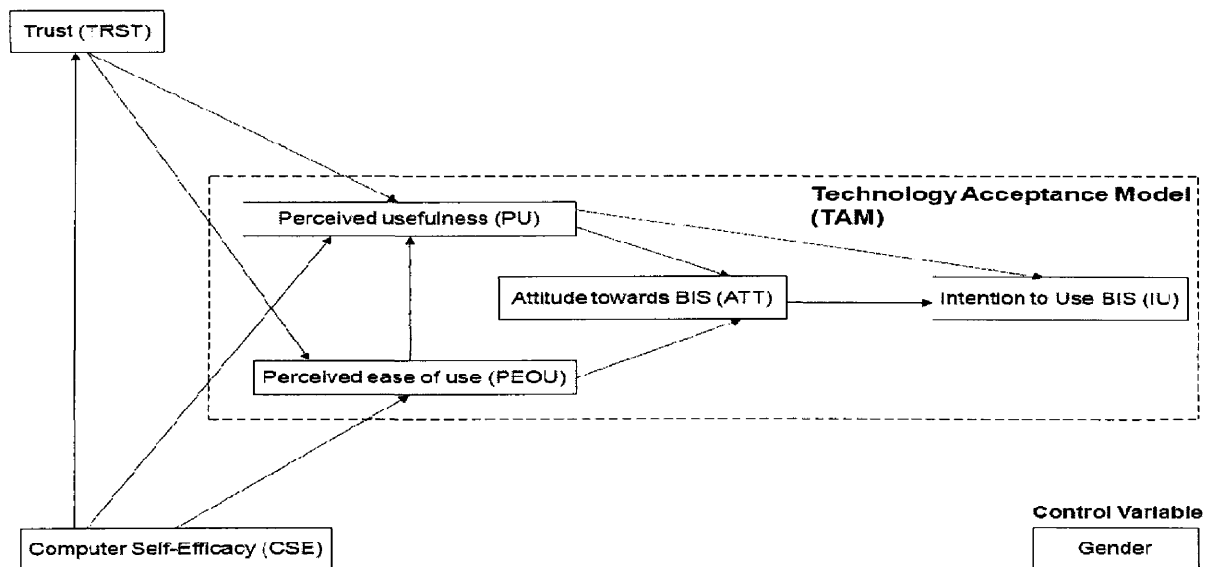 Trust (TRST)
Technology Acceptance Model
(TAM)
Perceived usefulness (PU)
Attitude towards BIS (ATT)
Intention to Use BIS (IU)
Perceived ease of use (PEOU)
Control Variable
Computer Self-Efficacy (CSE)
Gender